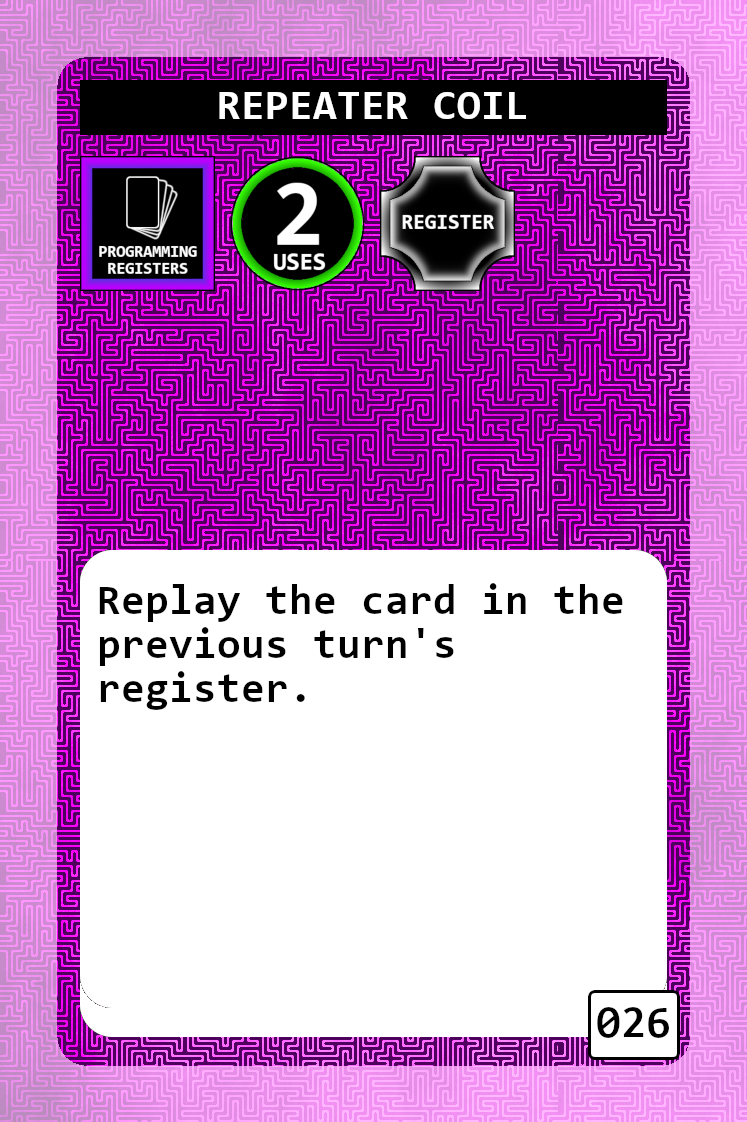 REPEATER COIL
PROGRAMMING
REGISTERS
2
USES
REGISTER
Replay the card in the
previous turn's
register.
026